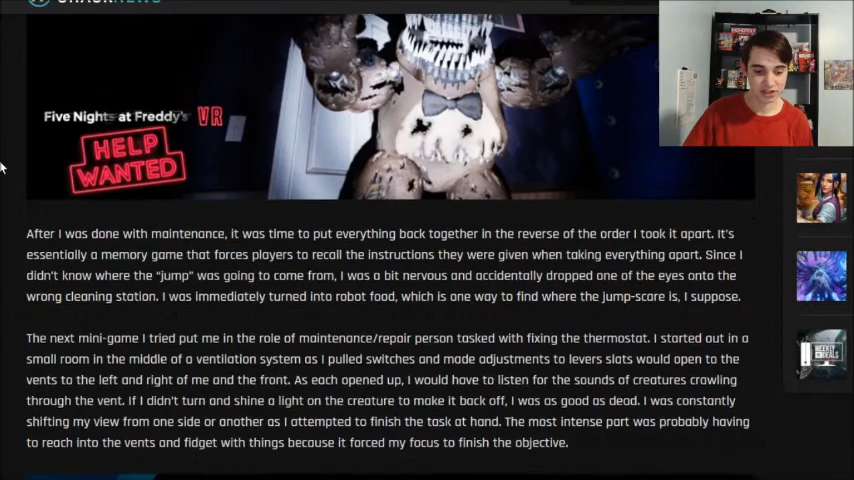 SHACKNEWS
Five Nights at Freddy's VR
HELP
WANTED
After I was done with maintenance, it was time to put everything back together in the reverse of the order I took it apart. It's
essentially a memory game that forces players to recall the instructions they were given when taking everything apart. Since I
didn't know where the “jump” was going to come from, I was a bit nervous and accidentally dropped one of the eyes onto the
wrong cleaning station. I was immediately turned into robot food, which is one way to find where the jump-scare is, I suppose.
The next mini-game I tried put me in the role of maintenance/repair person tasked with fixing the thermostat. I started out in a
small room in the middle of a ventilation system as I pulled switches and made adjustments to levers slats would open to the
vents to the left and right of me and the front. As each opened up, I would have to listen for the sounds of creatures crawling
through the vent. If I didn't turn and shine a light on the creature to make it back off, I was as good as dead. I was constantly
shifting my view from one side or another as I attempted to finish the task at hand. The most intense part was probably having
to reach into the vents and fidget with things because it forced my focus to finish the objective.
WEEKLY
DEALS